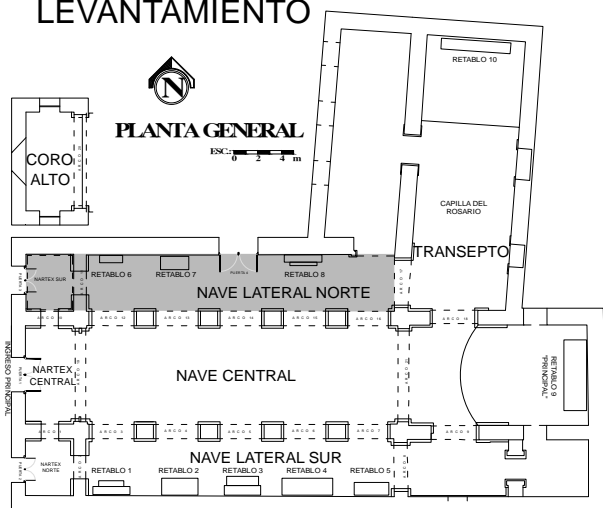 LEVANTAMIENTO
RETABLO 10
N
PLANTA GENERAL
ESC.:
0 2 4 m
CORO
ALTO
CAPILLA DEL
ROSARIO
TRANSEPTO
NARTEX SUR
RETABLO 6
RETABLO 7
RETABLO 8
NAVE LATERAL NORTE
INGRESO PRINCIPAL
NARTEX
CENTRAL
NAVE CENTRAL
RETABLO 9
"PRINCIPAL"
NAVE LATERAL SUR
NARTEX
NORTE
RETABLO 1
RETABLO 2
RETABLO 3
RETABLO 4
RETABLO 5